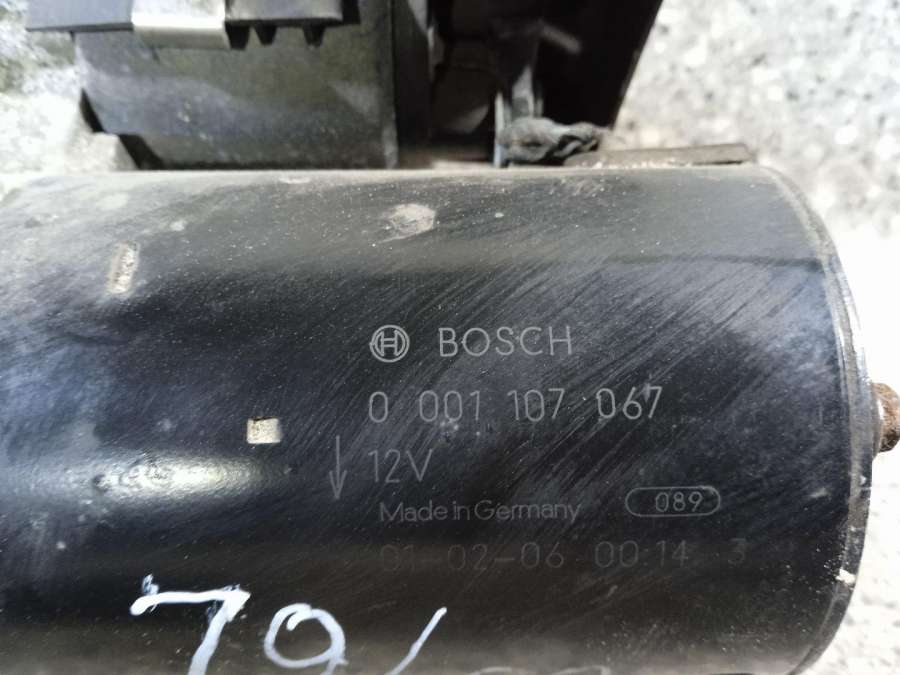 BOSCH
0 001 107 067
12V
Made in Germany 089
01-02-06 00:14 3